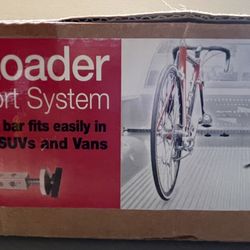 oader
ort System
bar fits easily in
SUVs and Vans